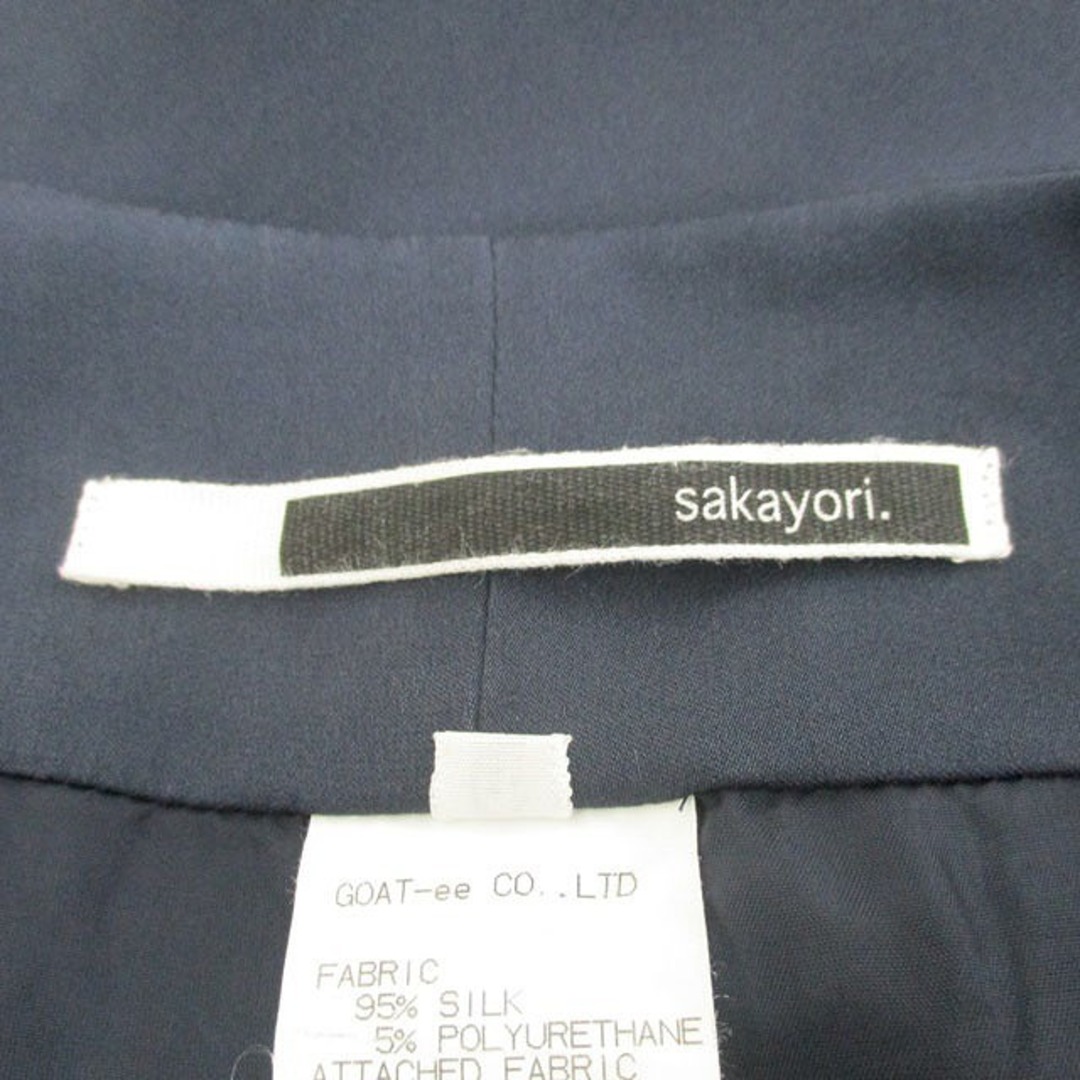 sakayori.
GOAT-ee CO..LTD
FABRIC
95% SILK
5% POLYURETHANE
ATTACHED FABRIC